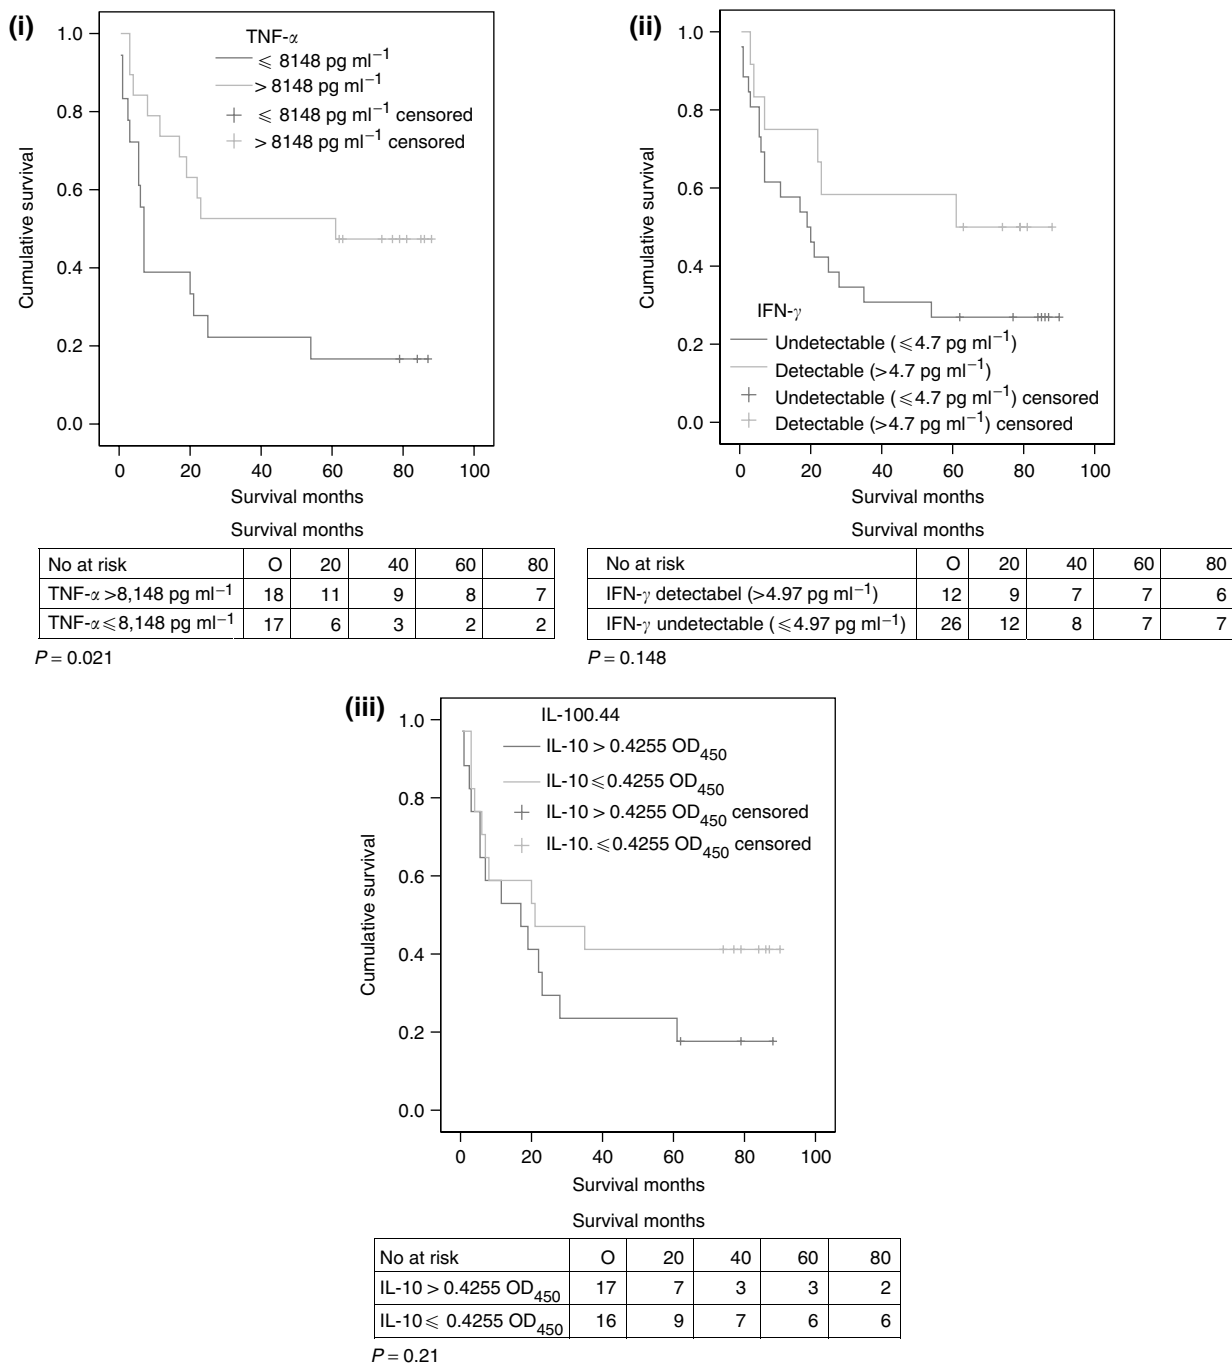 (i)
TNF-α
⩽ 8148 pg ml⁻¹
> 8148 pg ml⁻¹
⩽ 8148 pg ml⁻¹ censored
> 8148 pg ml⁻¹ censored
1.0
0.8
0.6
0.4
0.2
0.0
Cumulative survival
0 20 40 60 80 100
Survival months
Survival months
No at risk O 20 40 60 80
TNF-α >8,148 pg ml⁻¹ 18 11 9 8 7
TNF-α⩽8,148 pg ml⁻¹ 17 6 3 2 2
P = 0.021
(ii)
1.0
0.8
0.6
0.4
0.2
0.0
Cumulative survival
IFN-γ
Undetectable (⩽4.7 pg ml⁻¹)
Detectable (>4.7 pg ml⁻¹)
Undetectable (⩽4.7 pg ml⁻¹) censored
Detectable (>4.7 pg ml⁻¹) censored
0 20 40 60 80 100
Survival months
Survival months
No at risk O 20 40 60 80
IFN-γ detectabel (>4.97 pg ml⁻¹) 12 9 7 7 6
IFN-γ undetectable (⩽4.97 pg ml⁻¹) 26 12 8 7 7
P = 0.148
(iii)
IL-100.44
IL-10 > 0.4255 OD₄₅₀
IL-10⩽0.4255 OD₄₅₀
IL-10 > 0.4255 OD₄₅₀ censored
IL-10.⩽0.4255 OD₄₅₀ censored
1.0
0.8
0.6
0.4
0.2
0.0
Cumulative survival
0 20 40 60 80 100
Survival months
Survival months
No at risk O 20 40 60 80
IL-10 > 0.4255 OD₄₅₀ 17 7 3 3 2
IL-10⩽ 0.4255 OD₄₅₀ 16 9 7 6 6
P = 0.21